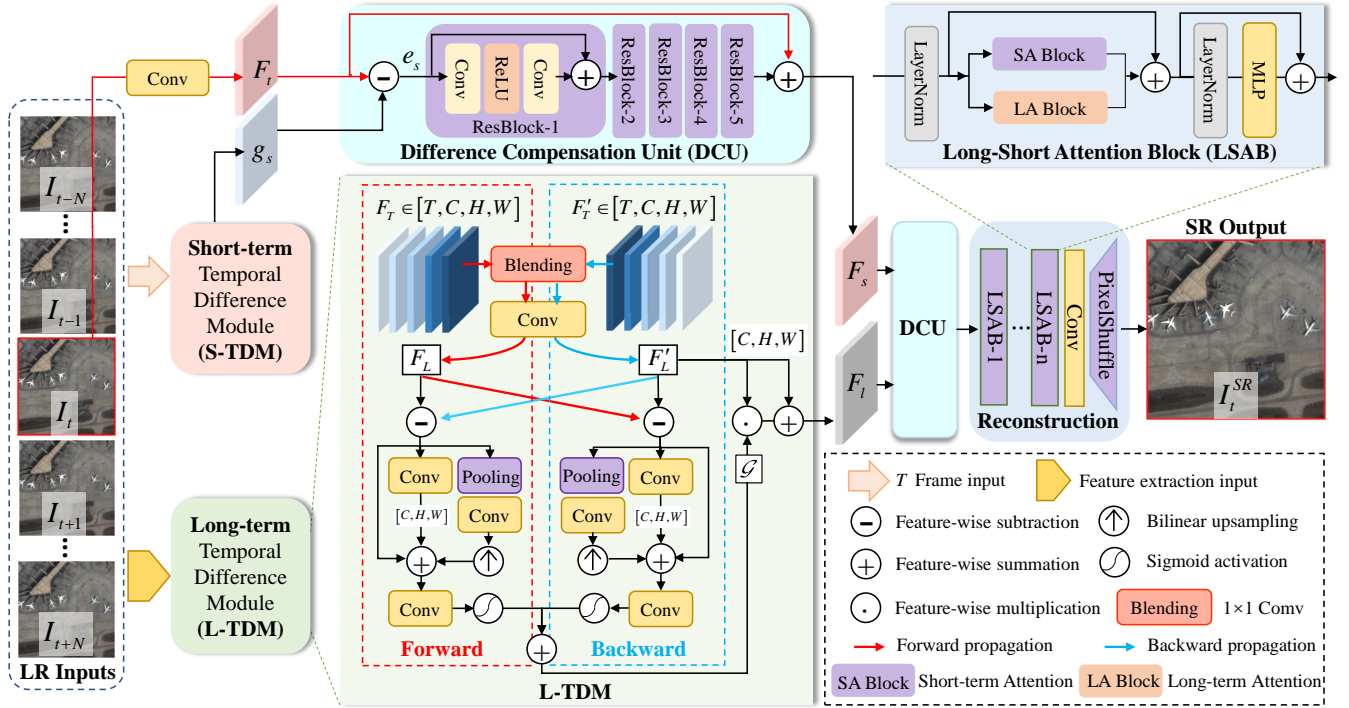 Conv
F_t
g_s
e_s
Conv
ReLU
Conv
ResBlock-1
ResBlock-2
ResBlock-3
ResBlock-4
ResBlock-5
Difference Compensation Unit (DCU)
LayerNorm
SA Block
LA Block
LayerNorm
MLP
Long-Short Attention Block (LSAB)
I_{t-N}
I_{t-1}
I_t
I_{t+1}
I_{t+N}
LR Inputs
Short-term
Temporal
Difference
Module
(S-TDM)
Long-term
Temporal
Difference
Module
(L-TDM)
F_T ∈ [T, C, H, W]
F'_T ∈ [T, C, H, W]
Blending
Conv
F_L
F'_L
[C, H, W]
Conv
Pooling
Pooling
Conv
[C, H, W]
Conv
Conv
[C, H, W]
Conv
Conv
Forward
Backward
L-TDM
G
F_s
F_l
DCU
LSAB-1
...
LSAB-n
Conv
PixelShuffle
Reconstruction
SR Output
I_t^{SR}
T Frame input
Feature extraction input
Feature-wise subtraction
Bilinear upsampling
Feature-wise summation
Sigmoid activation
Feature-wise multiplication
Blending 1×1 Comv
Forward propagation
Backward propagation
SA Block Short-term Attention
LA Block Long-term Attention